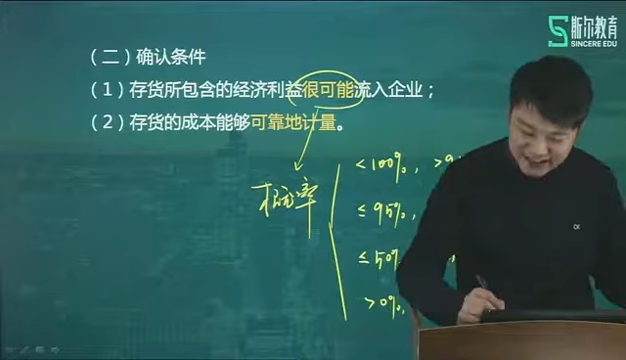 斯尔教育
SINCERE EDU
（二）确认条件
（1）存货所包含的经济利益很可能流入企业；
（2）存货的成本能够可靠地计量。
概率
<100%, >9
≤95%,
≤50%
>0%,